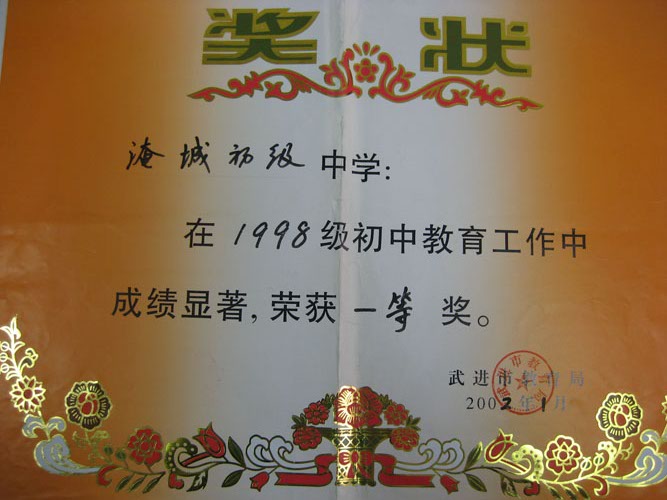 奖状
淹城初级中学:
在1998级初中教育工作中
成绩显著,荣获一等奖。
武进市教育局
2002年1月